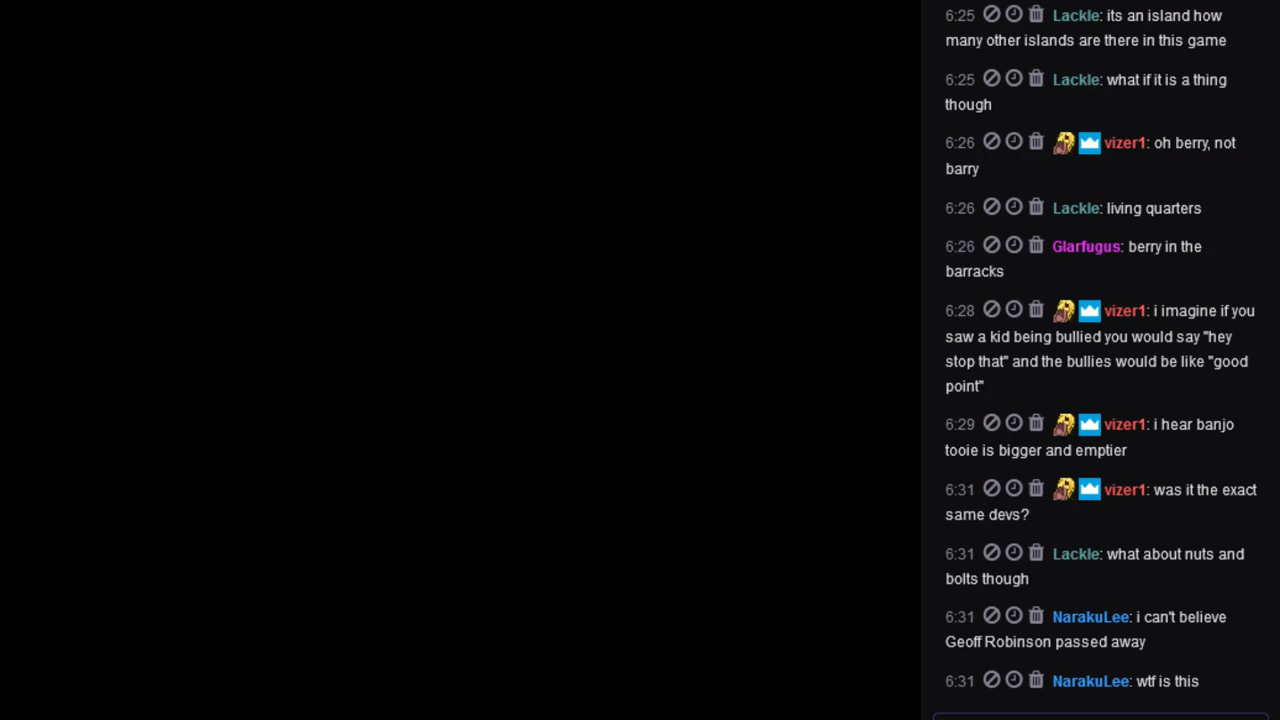 6:25 Lackle: its an island how
many other islands are there in this game
6:25 Lackle: what if it is a thing
though
6:26 vizer1: oh berry, not
barry
6:26 Lackle: living quarters
6:26 Glarfugus: berry in the
barracks
6:28 vizer1: i imagine if you
saw a kid being bullied you would say "hey
stop that" and the bullies would be like "good
point"
6:29 vizer1: i hear banjo
tooie is bigger and emptier
6:31 vizer1: was it the exact
same devs?
6:31 Lackle: what about nuts and
bolts though
6:31 NarakuLee: i can't believe
Geoff Robinson passed away
6:31 NarakuLee: wtf is this